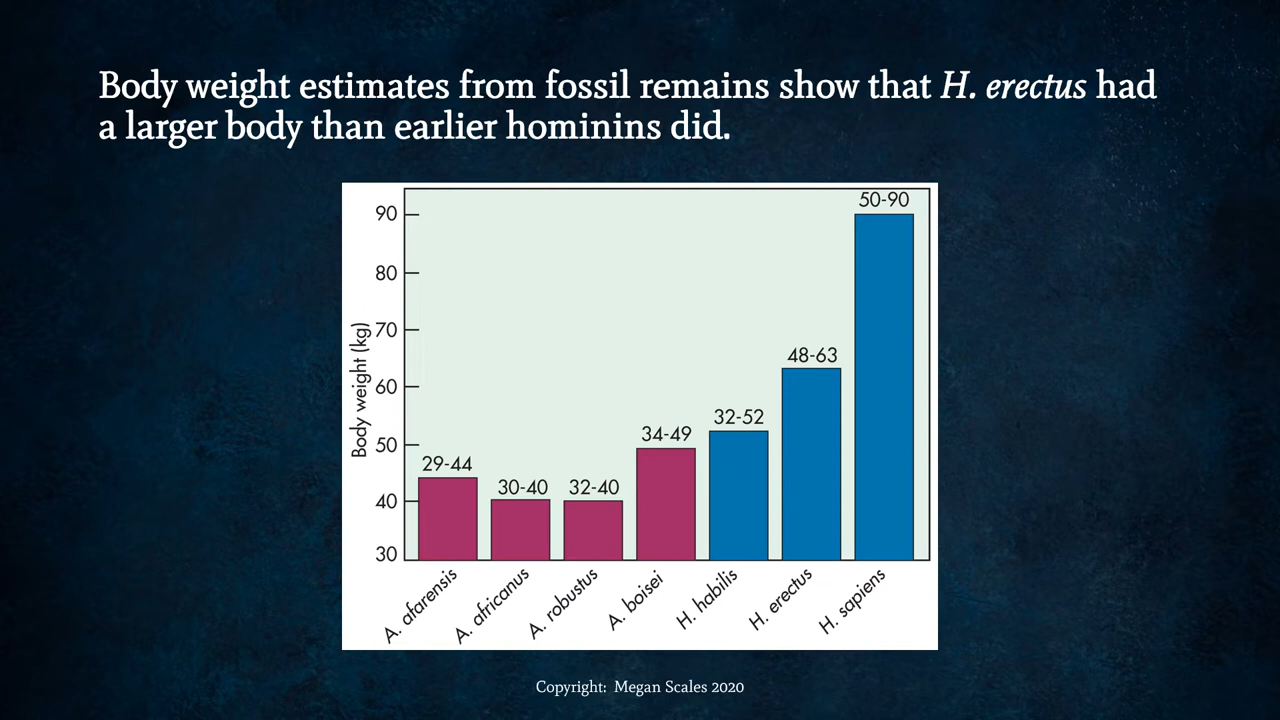 Body weight estimates from fossil remains show that H. erectus had
a larger body than earlier hominins did.
Body weight (kg)
90
80
70
60
50
40
30
29-44
30-40
32-40
34-49
32-52
48-63
50-90
A. afarensis
A. africanus
A. robustus
A. boisei
H. habilis
H. erectus
H. sapiens
Copyright:  Megan Scales 2020